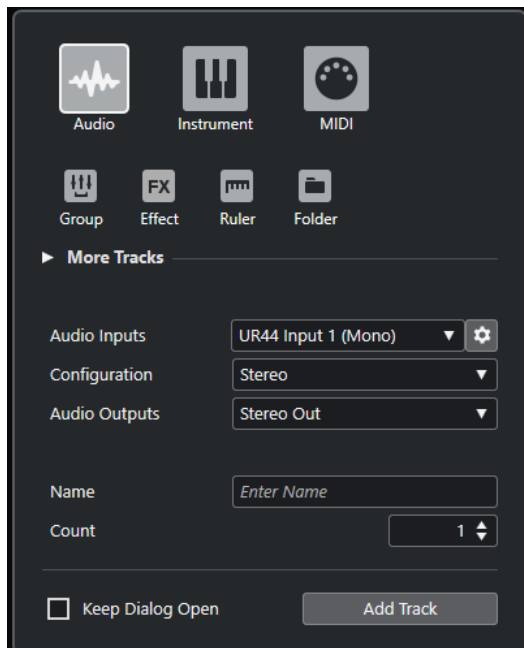 Audio Instrument MIDI
FX
Group Effect Ruler Folder
More Tracks
Audio Inputs UR44 Input 1 (Mono)
Configuration Stereo
Audio Outputs Stereo Out
Name Enter Name
Count 1
Keep Dialog Open Add Track